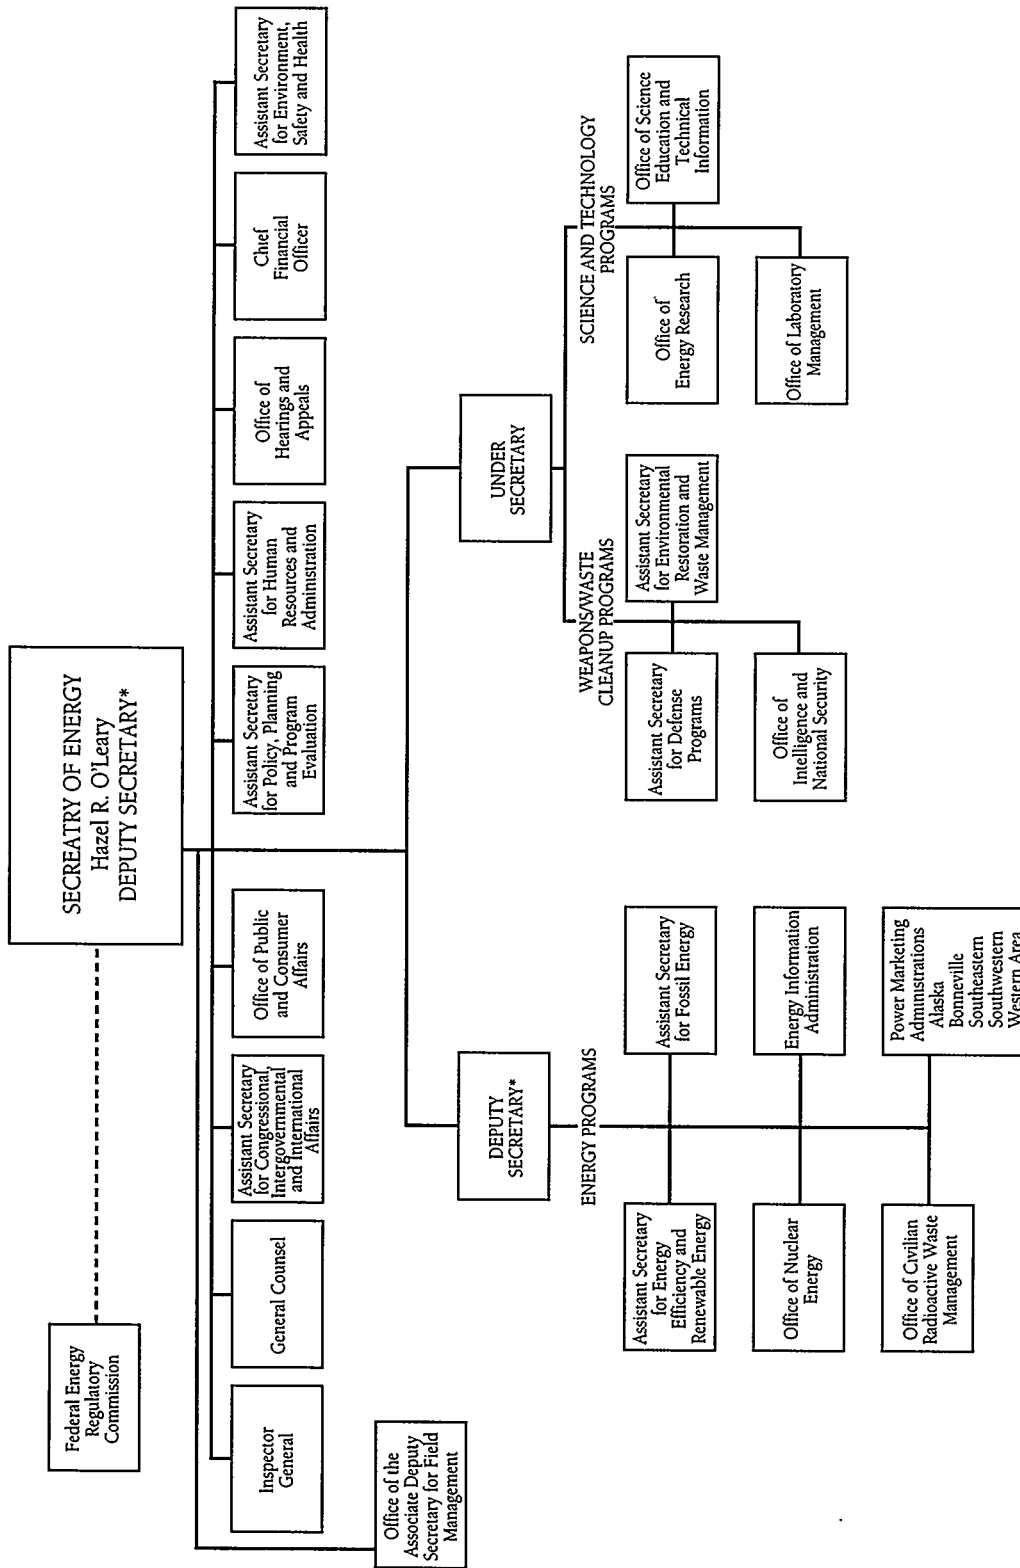 Federal Energy
Regulatory
Commission
SECREATRY OF ENERGY
Hazel R. O'Leary
DEPUTY SECRETARY*
Inspector
General
General Counsel
Assistant Secretary
for Congressional,
Intergovernmental
and International
Affairs
Office of Public
and Consumer
Affairs
Assistant Secretary
for Policy, Planning
and Program
Evaluation
Assistant Secretary
for Human
Resources and
Administration
Office of
Hearings and
Appeals
Chief
Financial
Officer
Assistant Secretary
for Environment,
Safety and Health
Office of the
Associate Deputy
Secretary for Field
Management
DEPUTY
SECRETARY*
UNDER
SECRETARY
ENERGY PROGRAMS
Assistant Secretary
for Energy
Efficiency and
Renewable Energy
Assistant Secretary
for Fossil Energy
Office of Nuclear
Energy
Energy Information
Administration
Office of Civilian
Radioactive Waste
Management
Power Marketing
Administrations
Alaska
Bonneville
Southeastern
Southwestern
Western Area
WEAPONS/WASTE
CLEANUP PROGRAMS
Assistant Secretary
for Defense
Programs
Assistant Secretary
for Environmental
Restoration and
Waste Management
Office of
Intelligence and
National Security
SCIENCE AND TECHNOLOGY
PROGRAMS
Office of
Energy Research
Office of Science
Education and
Technical
Information
Office of Laboratory
Management